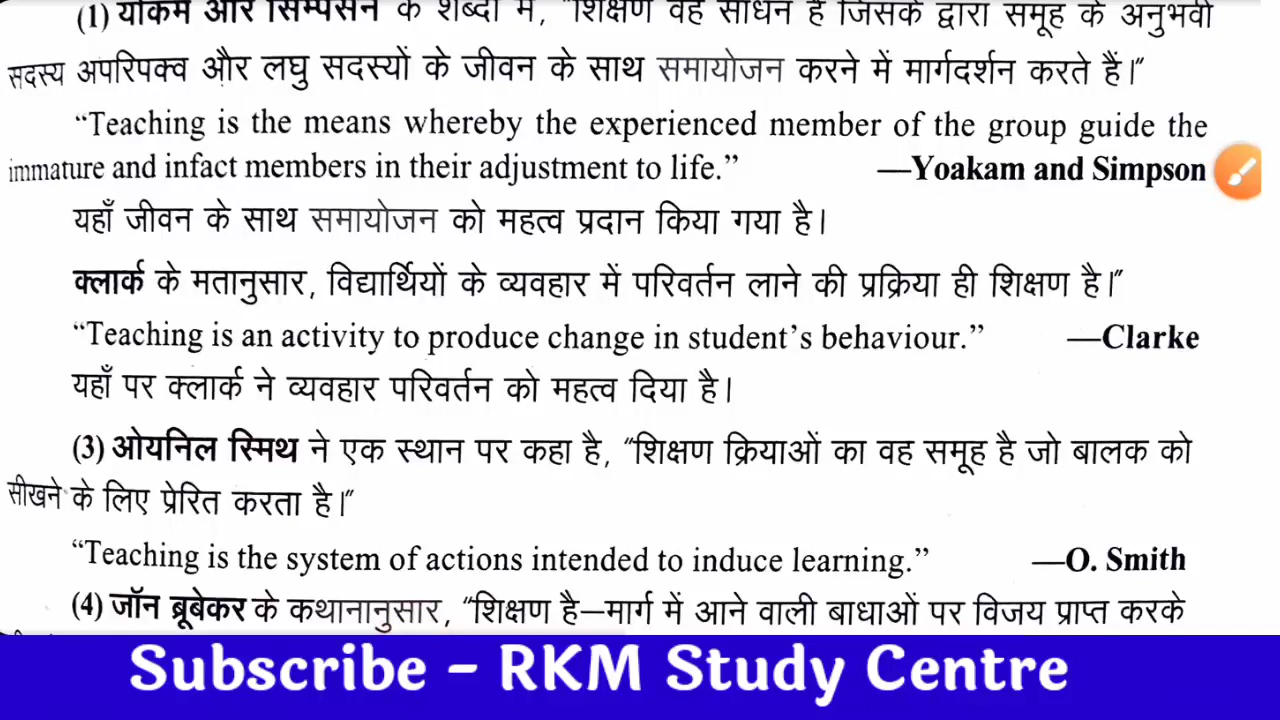 (1) योकम और सिम्पसन के शब्दों में, “शिक्षण वह साधन है जिसके द्वारा समूह के अनुभवी
सदस्य अपरिपक्व और लघु सदस्यों के जीवन के साथ समायोजन करने में मार्गदर्शन करते हैं।”
“Teaching is the means whereby the experienced member of the group guide the
immature and infact members in their adjustment to life.” —Yoakam and Simpson
यहाँ जीवन के साथ समायोजन को महत्व प्रदान किया गया है।
क्लार्क के मतानुसार, विद्यार्थियों के व्यवहार में परिवर्तन लाने की प्रक्रिया ही शिक्षण है।”
“Teaching is an activity to produce change in student’s behaviour.” —Clarke
यहाँ पर क्लार्क ने व्यवहार परिवर्तन को महत्व दिया है।
(3) ओयनिल स्मिथ ने एक स्थान पर कहा है, “शिक्षण क्रियाओं का वह समूह है जो बालक को
सीखने के लिए प्रेरित करता है।”
“Teaching is the system of actions intended to induce learning.” —O. Smith
(4) जॉन ब्रूबेकर के कथानानुसार, “शिक्षण है—मार्ग में आने वाली बाधाओं पर विजय प्राप्त करके
Subscribe - RKM Study Centre